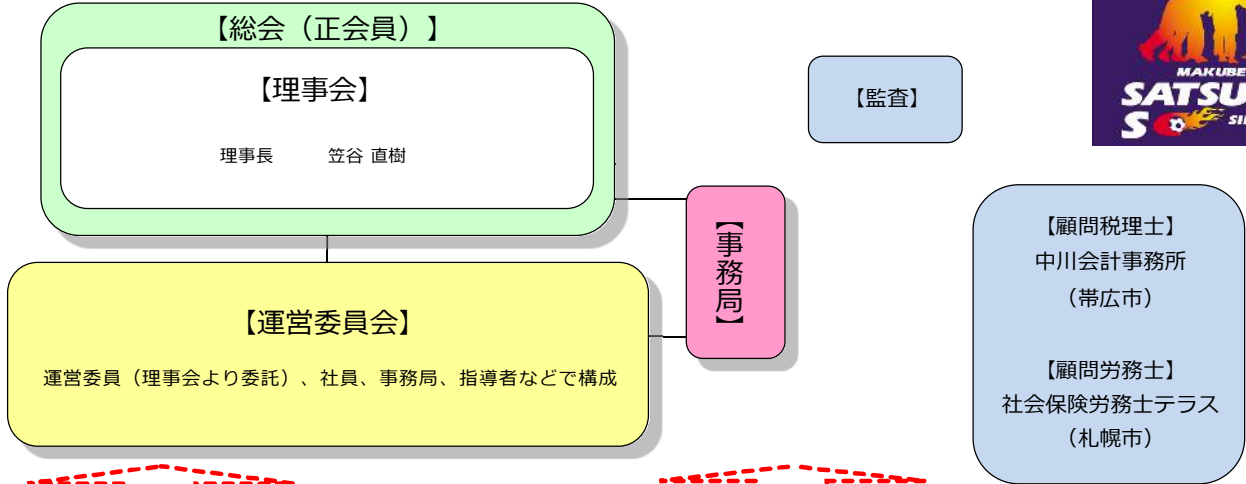 【総会（正会員）】
【理事会】
理事長 笠谷 直樹
【監査】
MAKUBE
SATSU
S
【事務局】
【運営委員会】
運営委員（理事会より委託）、社員、事務局、指導者などで構成
【顧問税理士】
中川会計事務所
（帯広市）
【顧問労務士】
社会保険労務士テラス
（札幌市）